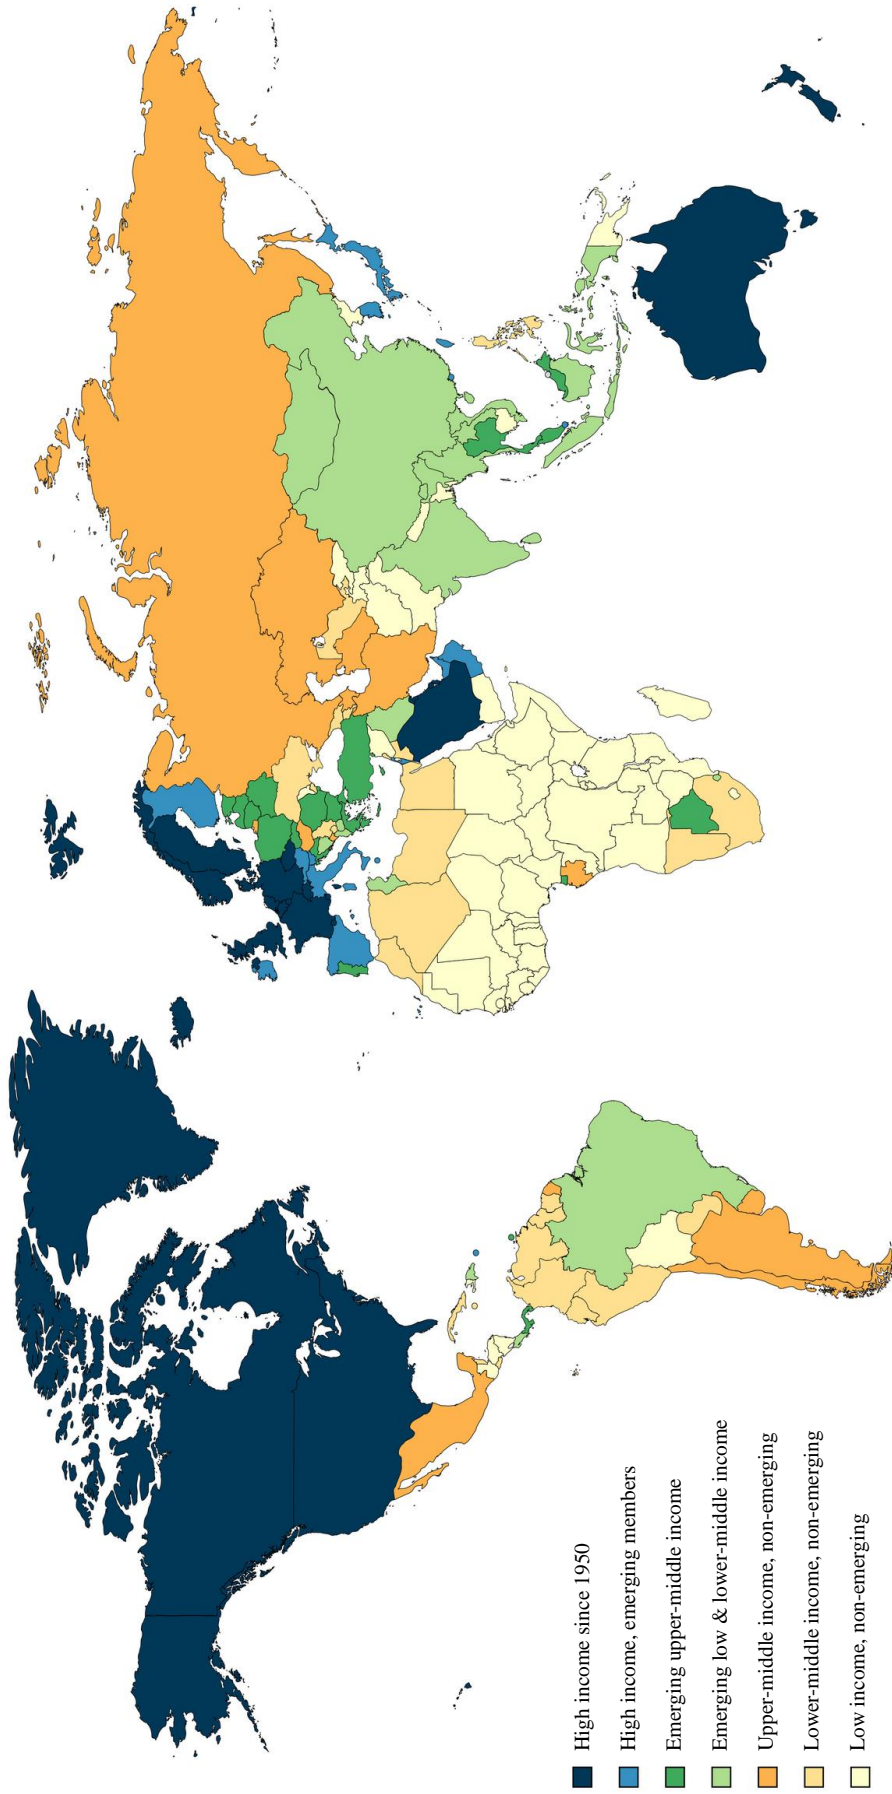 High income since 1950
High income, emerging members
Emerging upper-middle income
Emerging low & lower-middle income
Upper-middle income, non-emerging
Lower-middle income, non-emerging
Low income, non-emerging